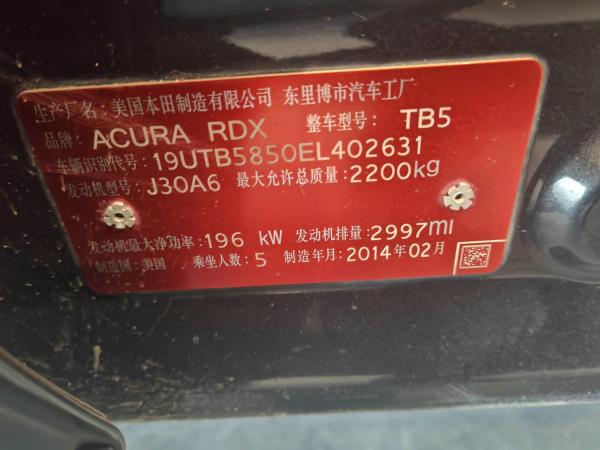 生产厂名：美国本田制造有限公司 东里博市汽车工厂
品牌：ACURA RDX 整车型号：TB5
车辆识别代号：19UTB5850EL402631
发动机型号：J30A6 最大允许总质量：2200kg
发动机最大净功率：196 kW 发动机排量：2997ml
制造国：美国 乘坐人数：5 制造年月：2014年02月